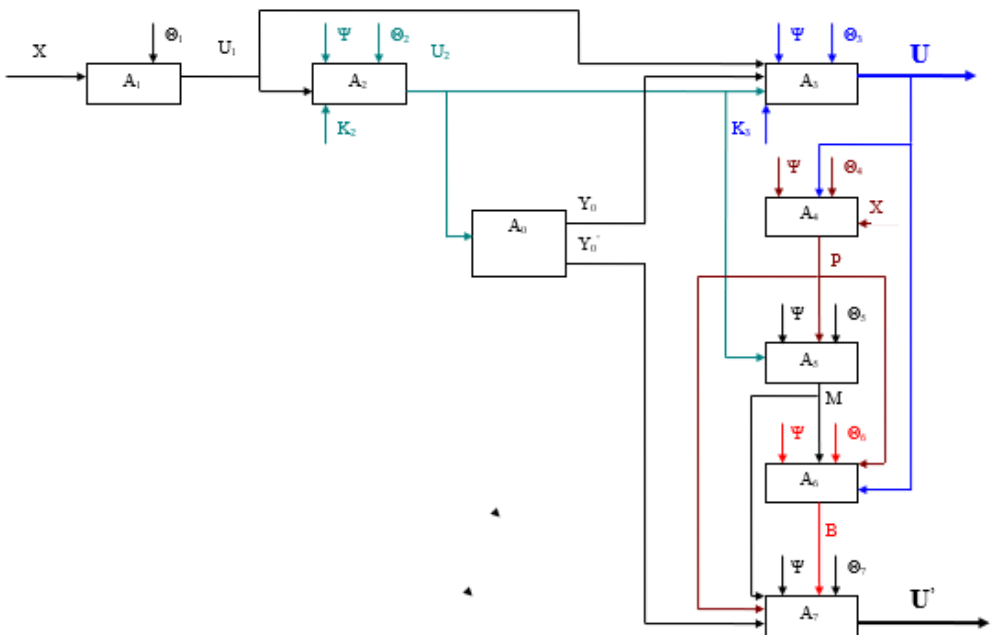 X
Θ₁
A₁
U₁
Ψ
Θ₂
A₂
K₂
U₂
Ψ
Θ₃
A₃
K₃
U
A₀
Y₀
Y₀'
Ψ
Θ₄
A₄
X
P
Ψ
Θ₅
A₅
M
Ψ
Θ₆
A₆
B
Ψ
Θ₇
A₇
U'